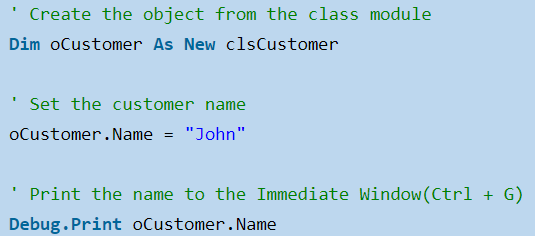 ' Create the object from the class module
Dim oCustomer As New clsCustomer
' Set the customer name
oCustomer.Name = "John"
' Print the name to the Immediate Window(Ctrl + G)
Debug.Print oCustomer.Name